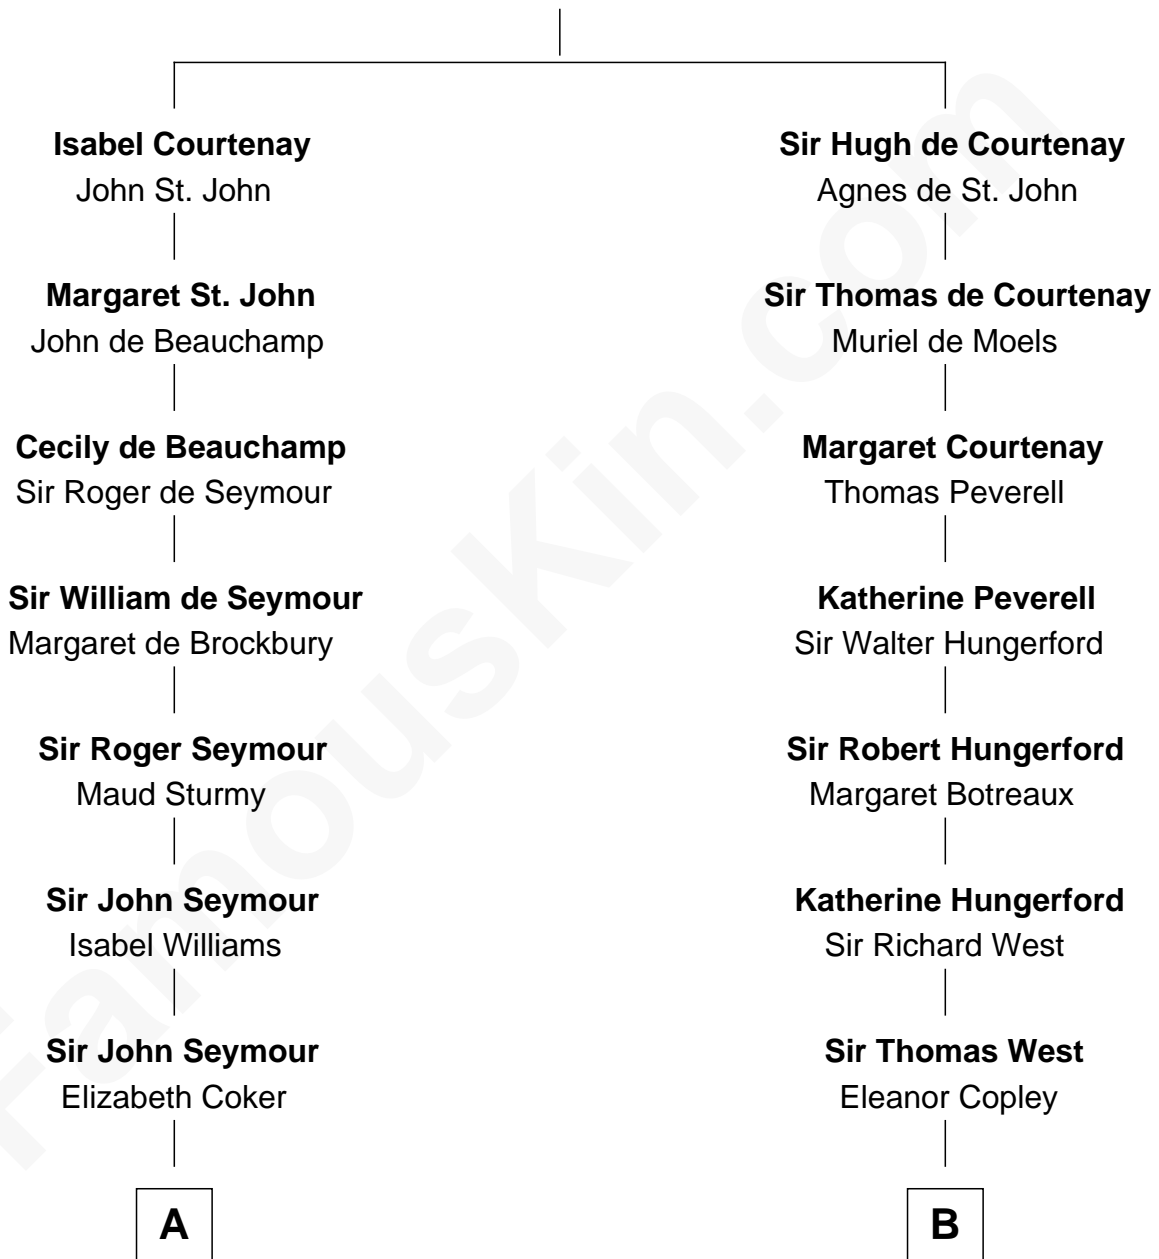 Isabel Courtenay
John St. John
Margaret St. John
John de Beauchamp
Cecily de Beauchamp
Sir Roger de Seymour
Sir William de Seymour
Margaret de Brockbury
Sir Roger Seymour
Maud Sturmy
Sir John Seymour
Isabel Williams
Sir John Seymour
Elizabeth Coker
A
Sir Hugh de Courtenay
Agnes de St. John
Sir Thomas de Courtenay
Muriel de Moels
Margaret Courtenay
Thomas Peverell
Katherine Peverell
Sir Walter Hungerford
Sir Robert Hungerford
Margaret Botreaux
Katherine Hungerford
Sir Richard West
Sir Thomas West
Eleanor Copley
B
FamousKin.com